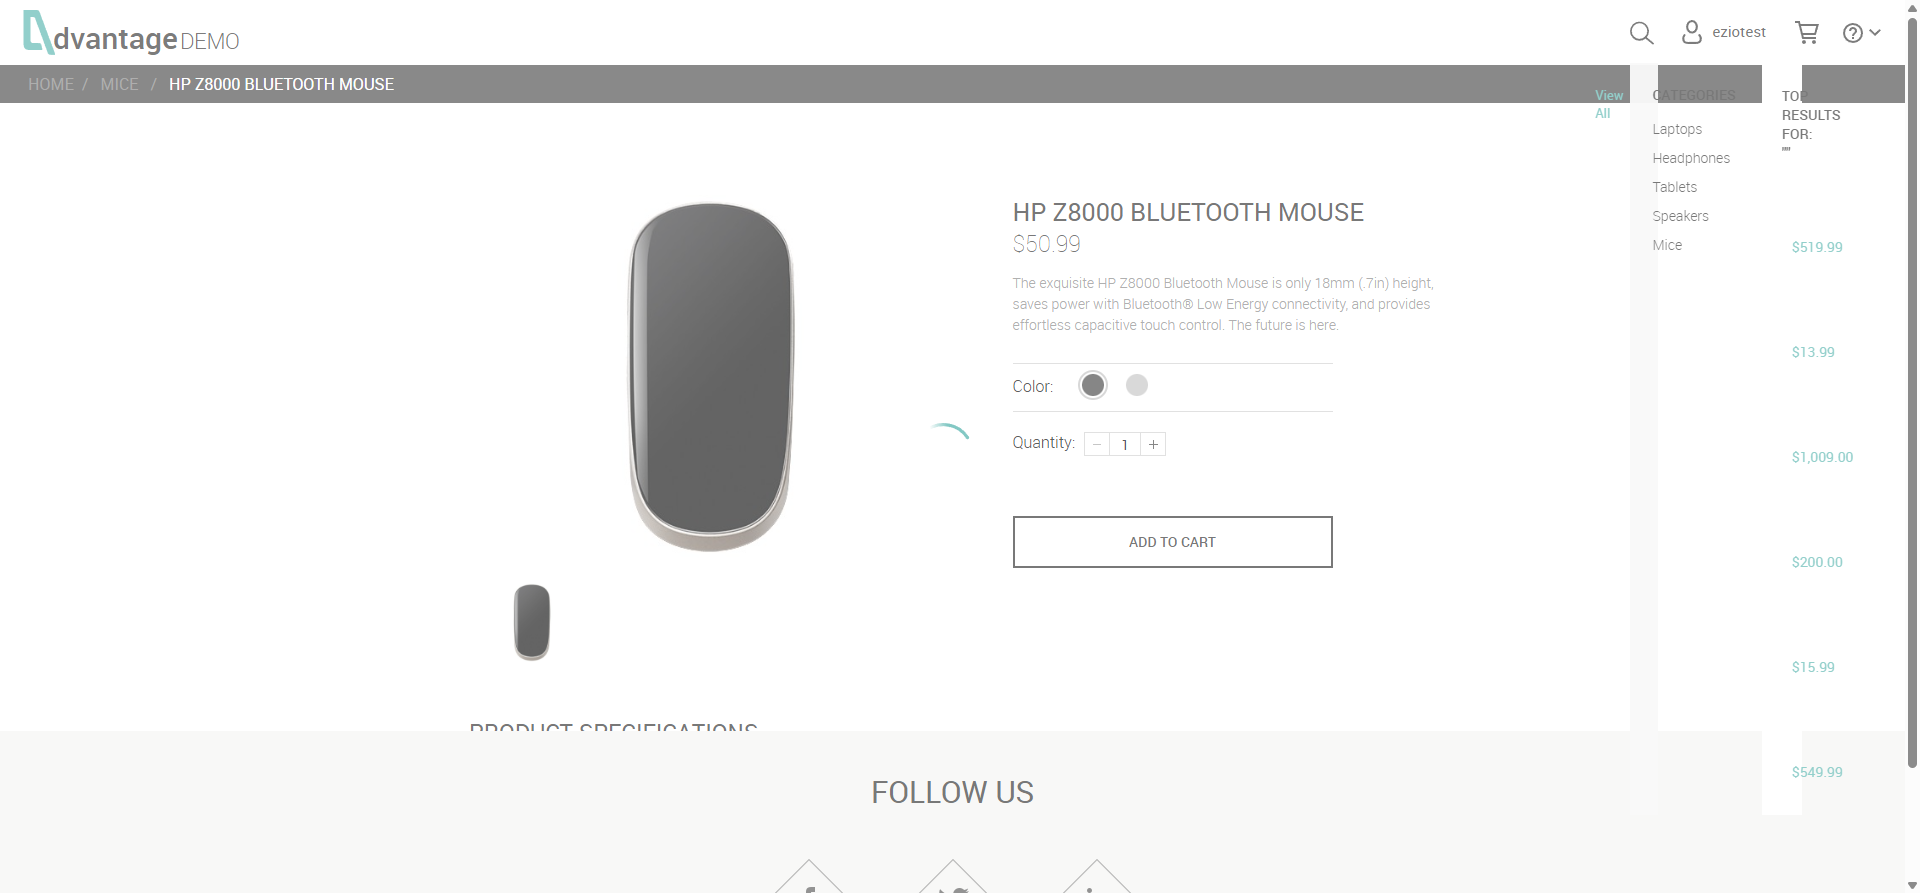 dvantage DEMO
eziotest
HOME / MICE / HP Z8000 BLUETOOTH MOUSE
View
All
CATEGORIES
Laptops
Headphones
Tablets
Speakers
Mice
TOP
RESULTS
FOR:
""
$519.99
$13.99
$1,009.00
$200.00
$15.99
$549.99
HP Z8000 BLUETOOTH MOUSE
$50.99
The exquisite HP Z8000 Bluetooth Mouse is only 18mm (.7in) height,
saves power with Bluetooth® Low Energy connectivity, and provides
effortless capacitive touch control. The future is here.
Color:
Quantity: − 1 +
ADD TO CART
PRODUCT SPECIFICATIONS
FOLLOW US